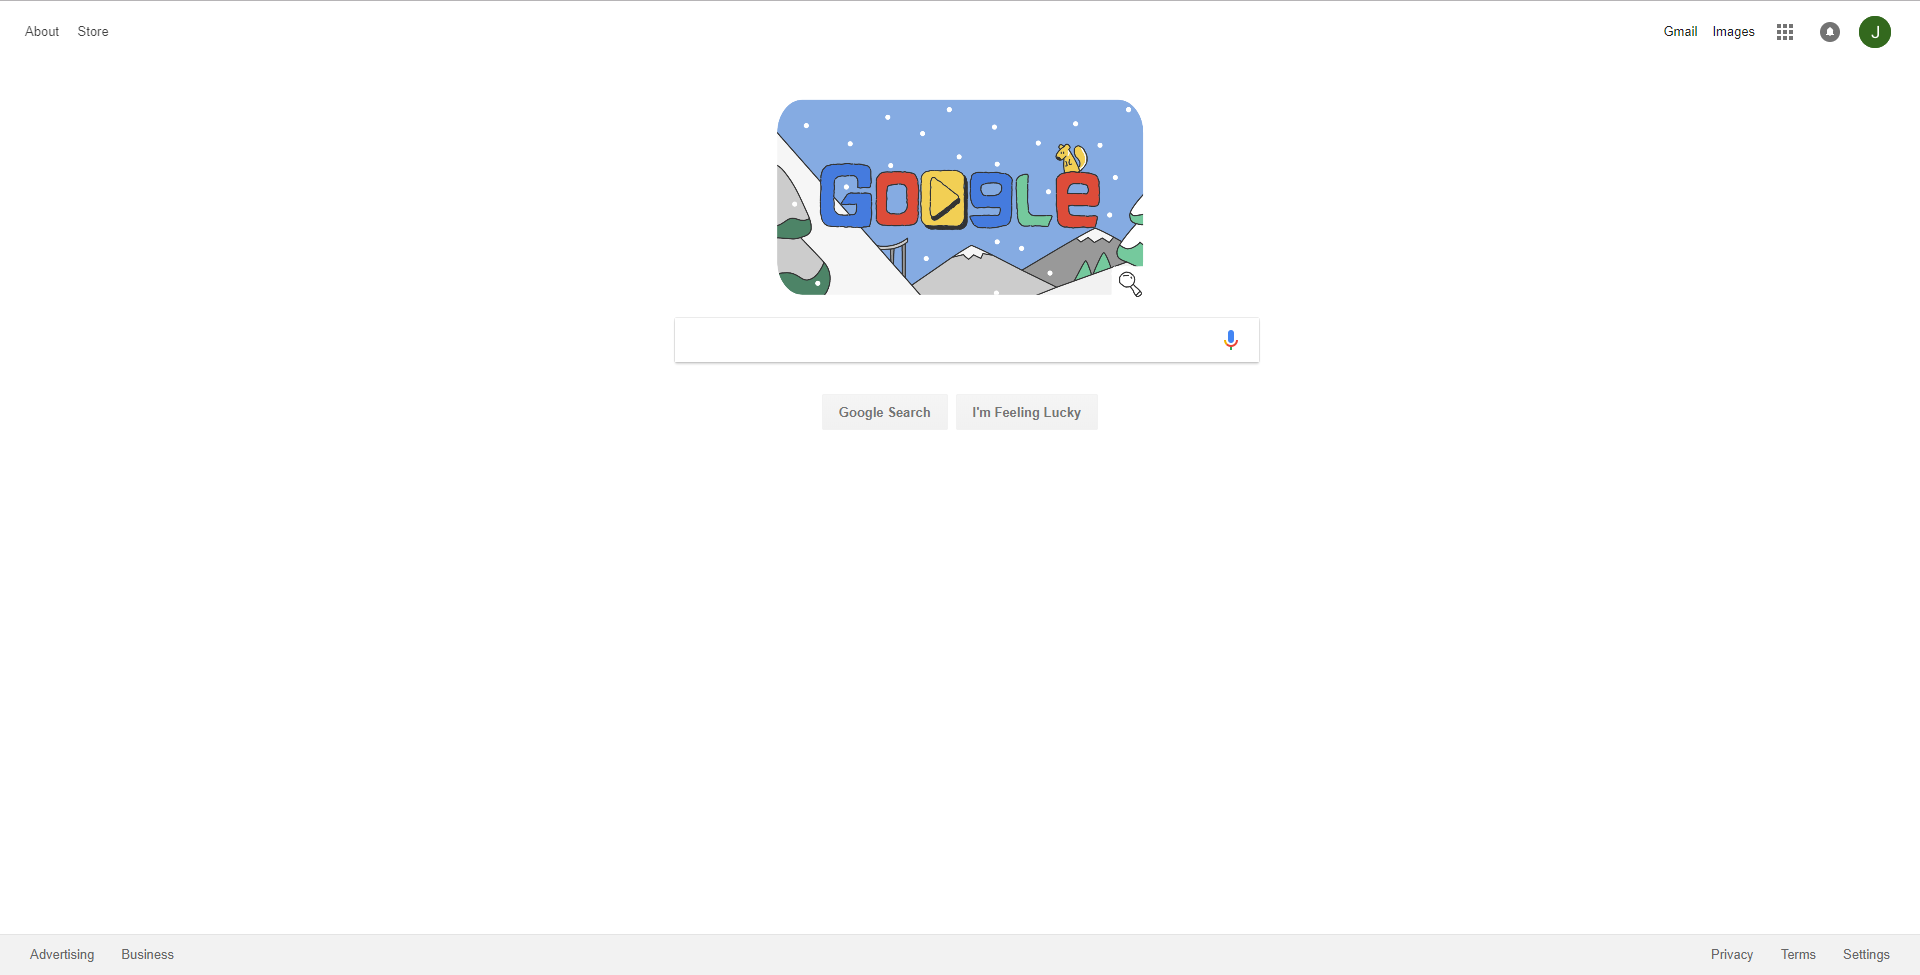 About Store Gmail Images J
Google
Google Search I'm Feeling Lucky
Advertising Business Privacy Terms Settings